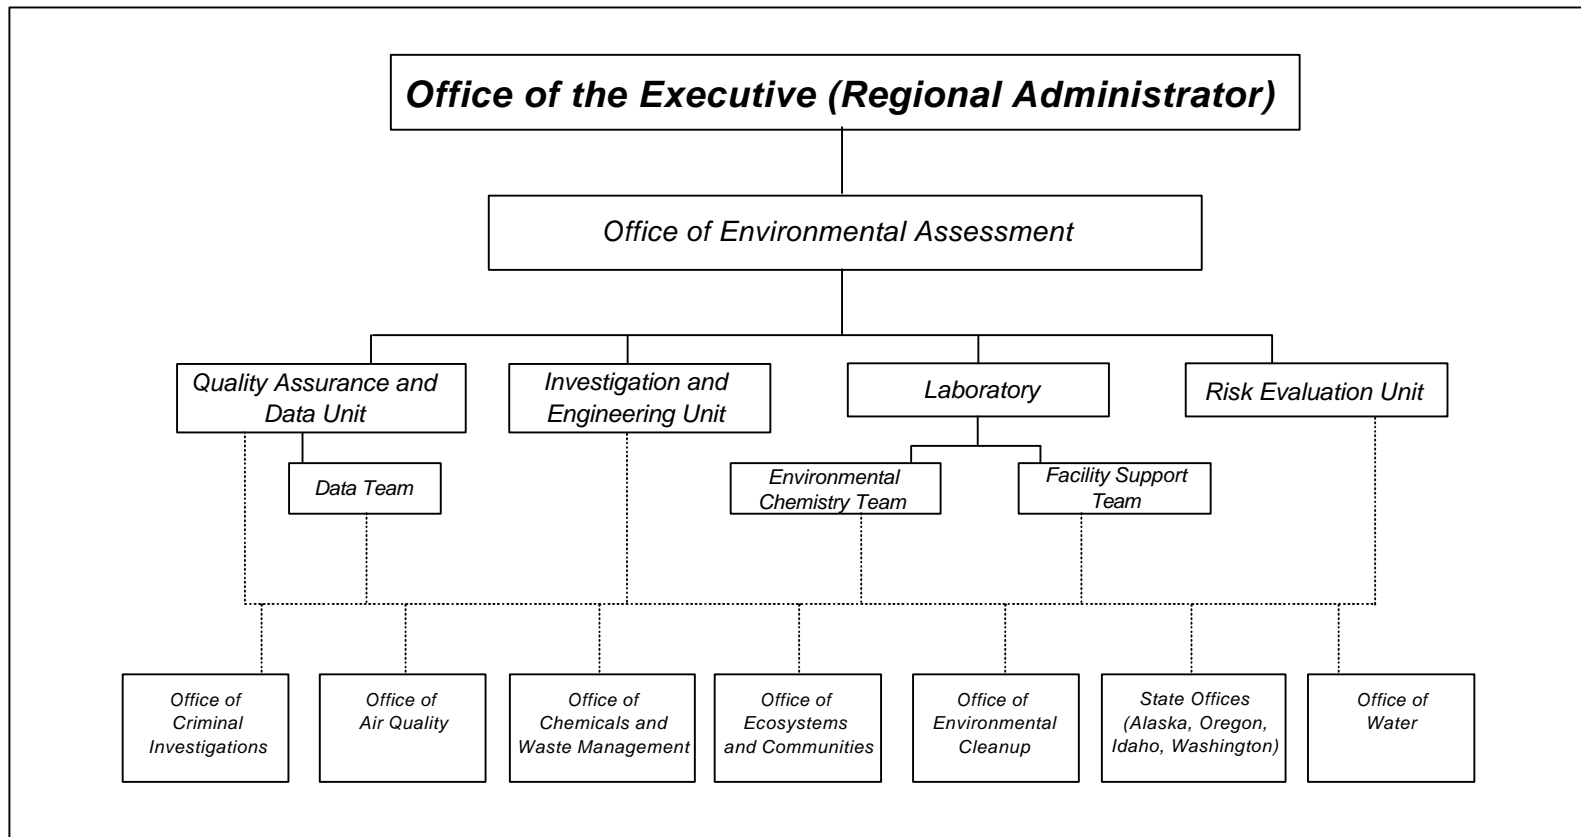 Office of the Executive (Regional Administrator)
Office of Environmental Assessment
Quality Assurance and
Data Unit
Investigation and
Engineering Unit
Laboratory
Risk Evaluation Unit
Data Team
Environmental
Chemistry Team
Facility Support
Team
Office of
Criminal
Investigations
Office of
Air Quality
Office of
Chemicals and
Waste Management
Office of
Ecosystems
and Communities
Office of
Environmental
Cleanup
State Offices
(Alaska, Oregon,
Idaho, Washington)
Office of
Water